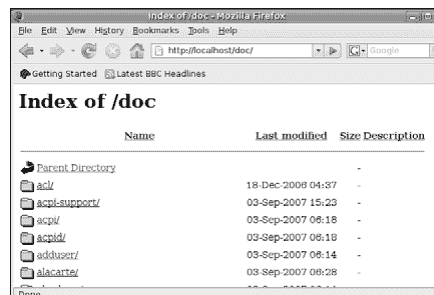 Index of /doc - Mozilla Firefox
File Edit View History Bookmarks Tools Help
http://localhost/doc/ Google
Getting Started Latest BBC Headlines
Index of /doc
Name Last modified Size Description
Parent Directory -
acl/ 18-Dec-2006 04:37 -
acpi-support/ 03-Sep-2007 15:23 -
acpi/ 03-Sep-2007 06:18 -
acpid/ 03-Sep-2007 06:18 -
adduser/ 03-Sep-2007 06:14 -
alacarte/ 03-Sep-2007 06:28 -
Done